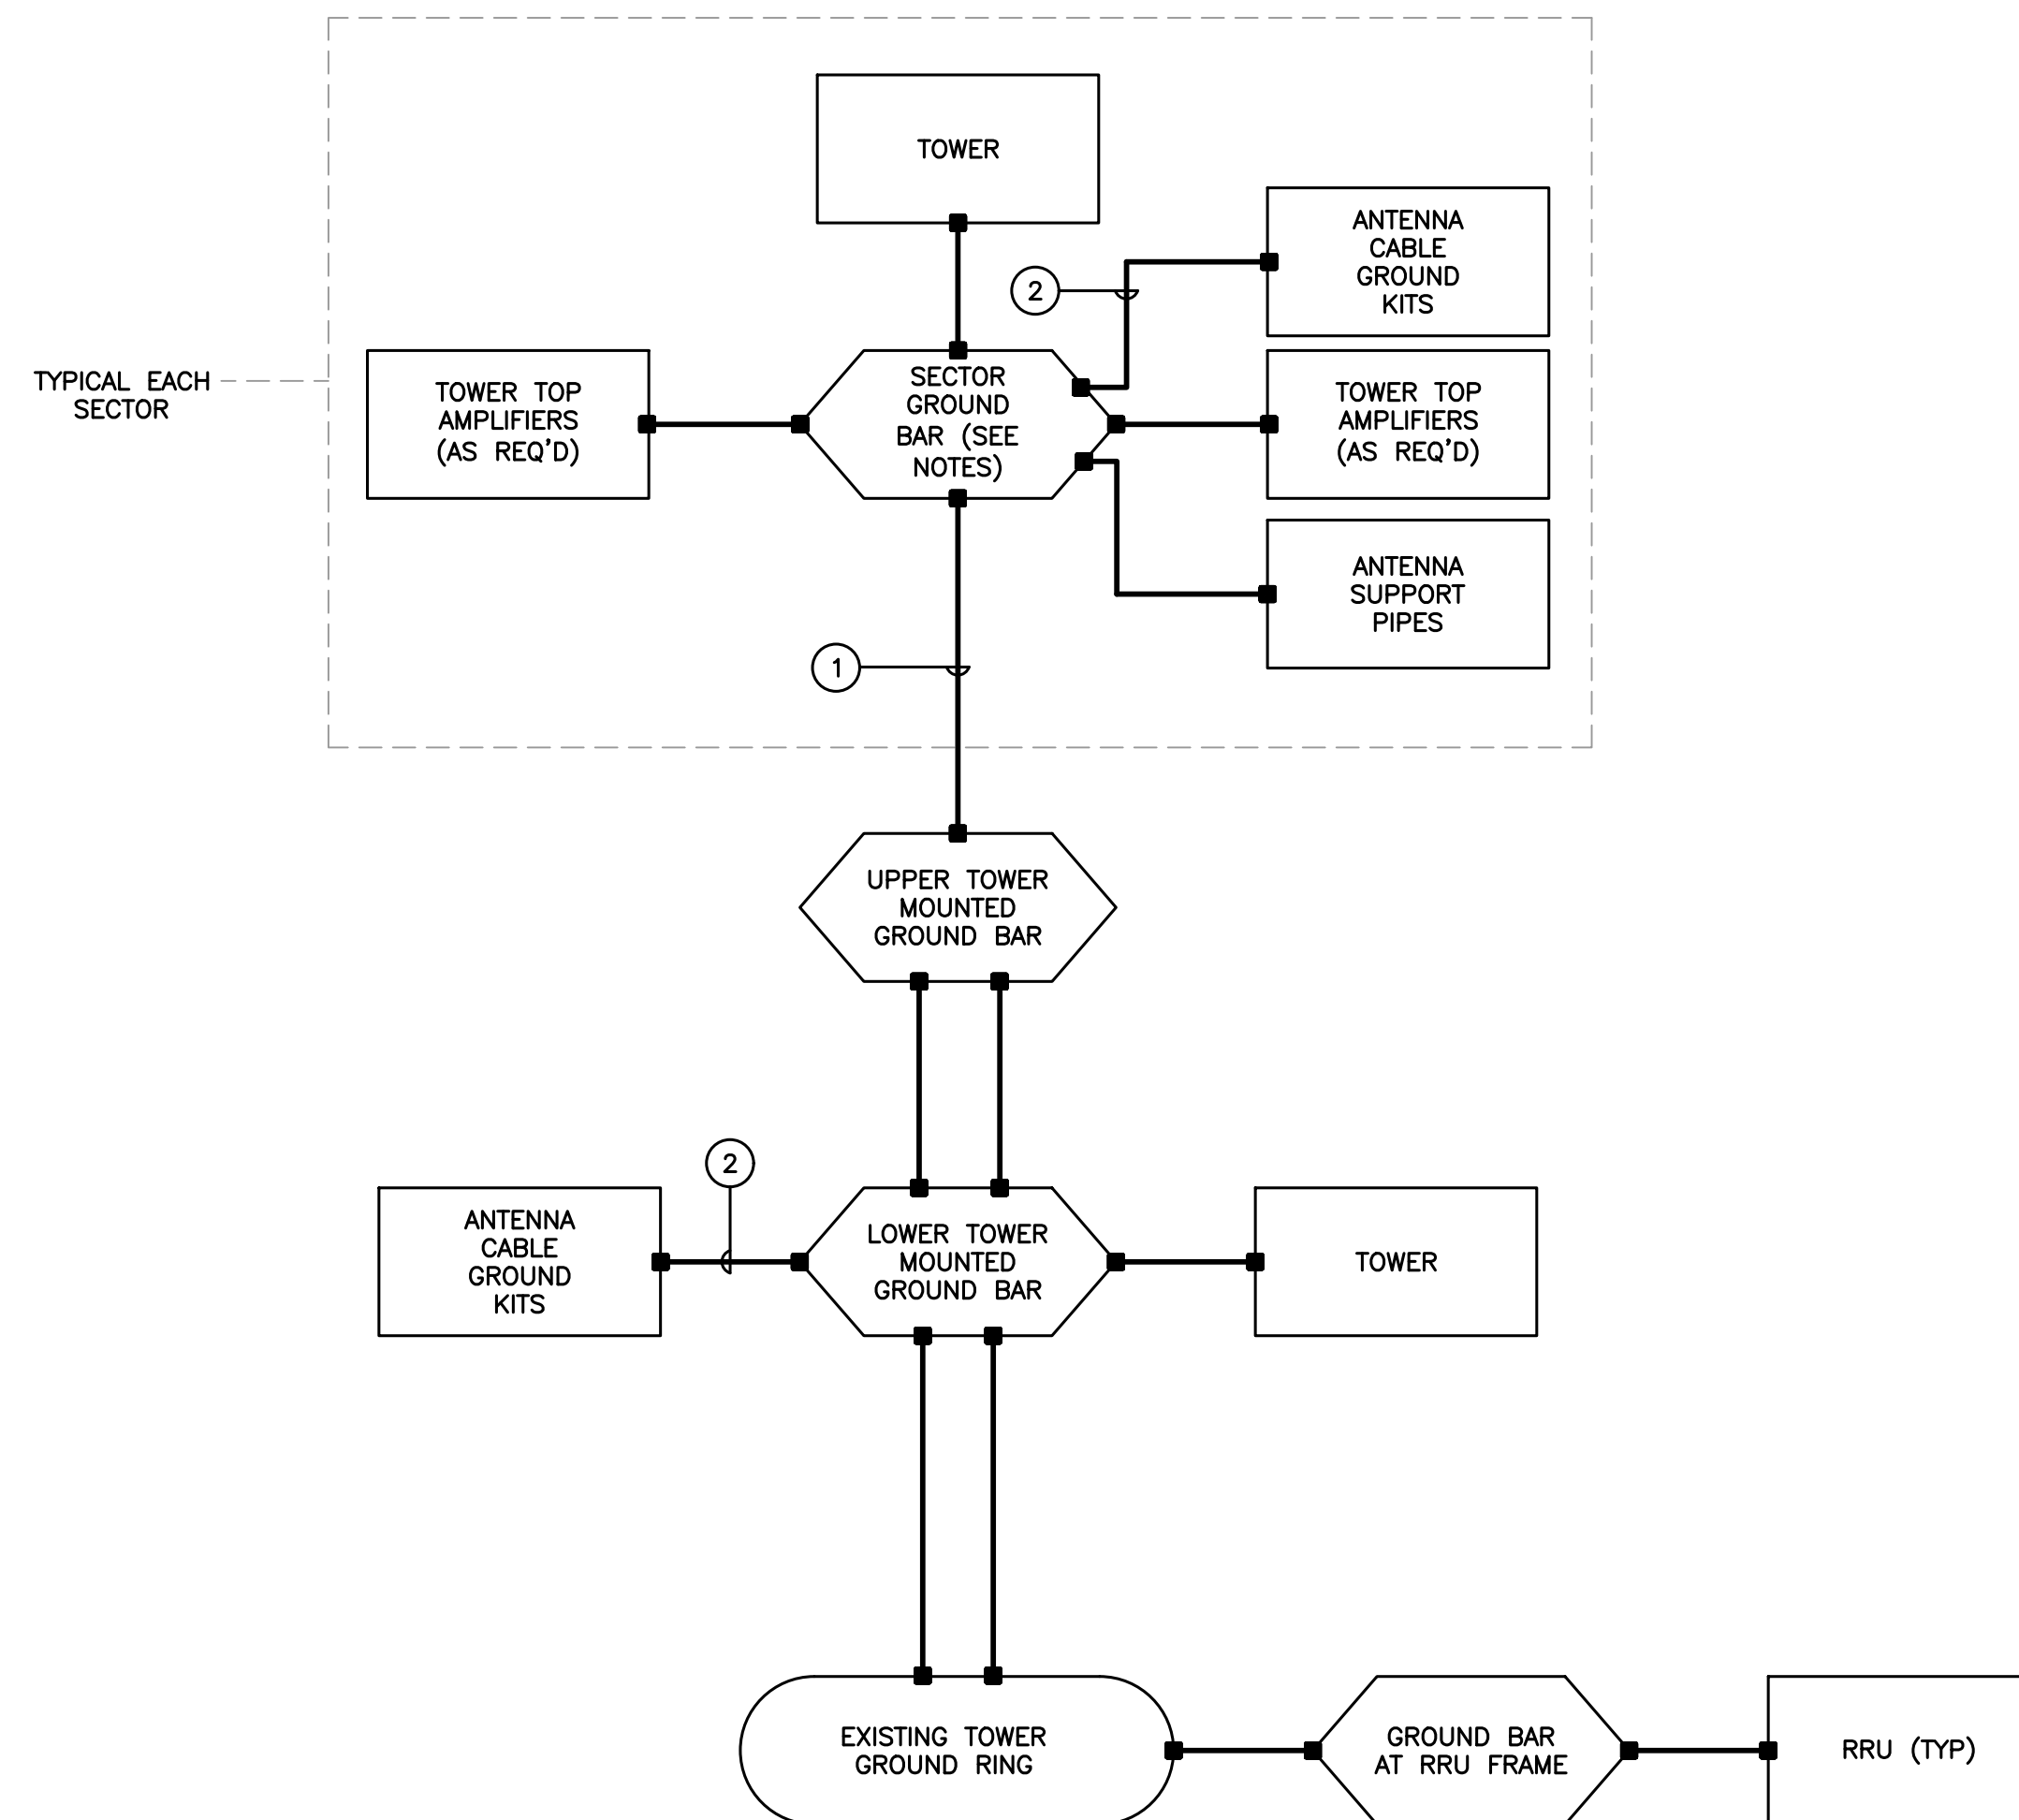 TOWER
ANTENNA
CABLE
GROUND
KITS
2
TYPICAL EACH
SECTOR
TOWER TOP
AMPLIFIERS
(AS REQ'D)
SECTOR
GROUND
BAR (SEE
NOTES)
TOWER TOP
AMPLIFIERS
(AS REQ'D)
ANTENNA
SUPPORT
PIPES
1
UPPER TOWER
MOUNTED
GROUND BAR
2
ANTENNA
CABLE
GROUND
KITS
LOWER TOWER
MOUNTED
GROUND BAR
TOWER
EXISTING TOWER
GROUND RING
GROUND BAR
AT RRU FRAME
RRU (TYP)